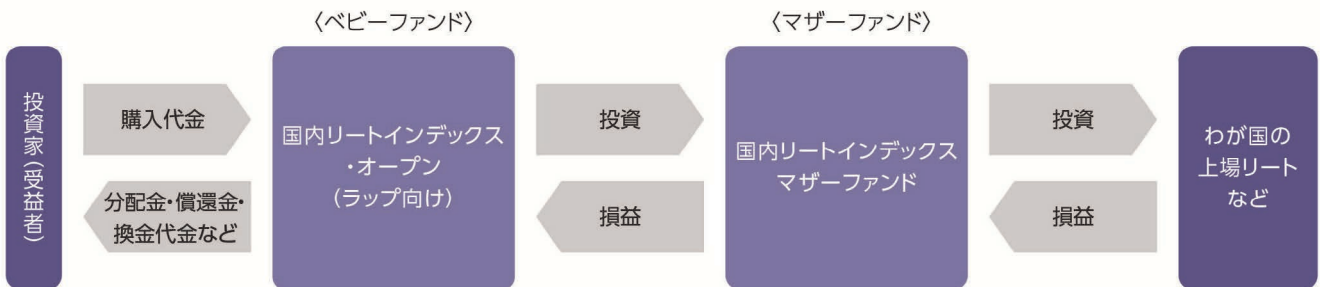 〈ベビーファンド〉
〈マザーファンド〉
投資家(受益者)
購入代金
分配金・償還金・
換金代金など
国内リートインデックス
・オープン
(ラップ向け)
投資
損益
国内リートインデックス
マザーファンド
投資
損益
わが国の
上場リート
など